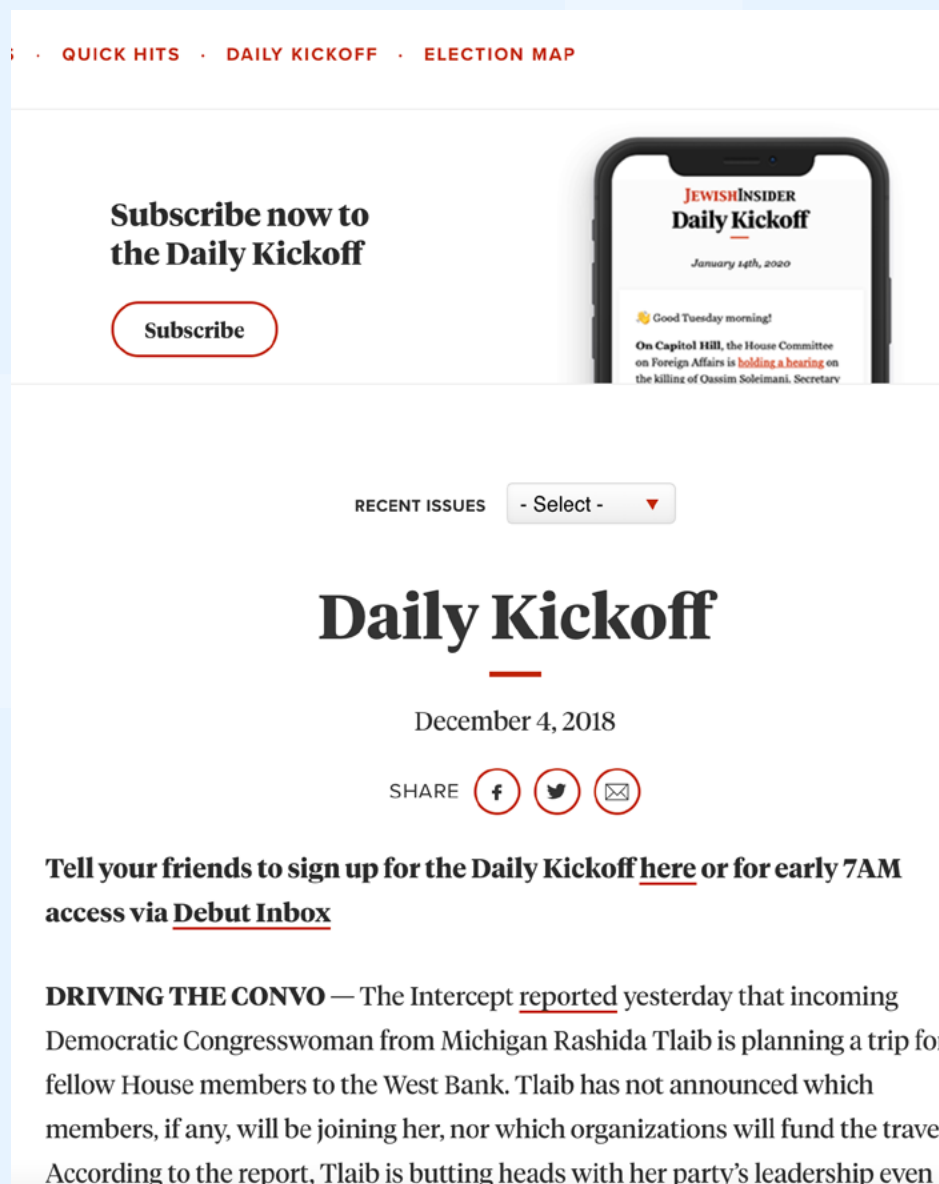 · QUICK HITS · DAILY KICKOFF · ELECTION MAP
Subscribe now to
the Daily Kickoff
Subscribe
JEWISHINSIDER
Daily Kickoff
January 14th, 2020
👋 Good Tuesday morning!
On Capitol Hill, the House Committee
on Foreign Affairs is holding a hearing on
the killing of Qassim Soleimani. Secretary
RECENT ISSUES - Select -
Daily Kickoff
December 4, 2018
SHARE
Tell your friends to sign up for the Daily Kickoff here or for early 7AM
access via Debut Inbox
DRIVING THE CONVO — The Intercept reported yesterday that incoming
Democratic Congresswoman from Michigan Rashida Tlaib is planning a trip fo
fellow House members to the West Bank. Tlaib has not announced which
members, if any, will be joining her, nor which organizations will fund the trave
According to the report, Tlaib is butting heads with her party's leadership even